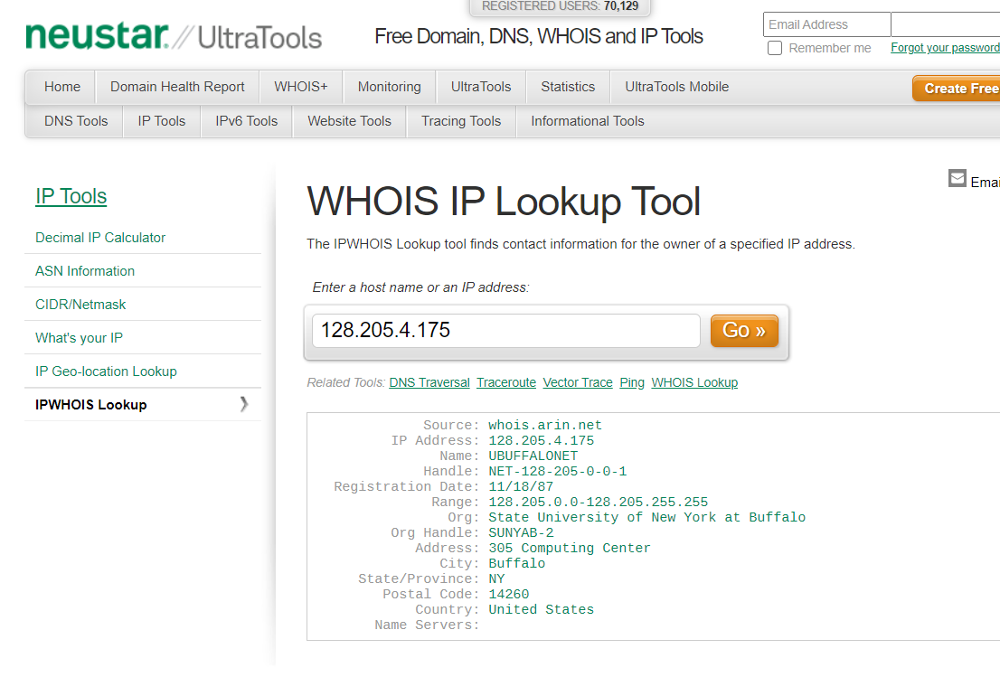 REGISTERED USERS: 70,129
neustar.//UltraTools
Free Domain, DNS, WHOIS and IP Tools
Email Address
Remember me
Forgot your password
Home Domain Health Report WHOIS+ Monitoring UltraTools Statistics UltraTools Mobile
Create Free
DNS Tools IP Tools IPv6 Tools Website Tools Tracing Tools Informational Tools
IP Tools
Decimal IP Calculator
ASN Information
CIDR/Netmask
What's your IP
IP Geo-location Lookup
IPWHOIS Lookup
WHOIS IP Lookup Tool
Emai
The IPWHOIS Lookup tool finds contact information for the owner of a specified IP address.
Enter a host name or an IP address:
128.205.4.175
Go »
Related Tools: DNS Traversal Traceroute Vector Trace Ping WHOIS Lookup
Source: whois.arin.net
IP Address: 128.205.4.175
Name: UBUFFALONET
Handle: NET-128-205-0-0-1
Registration Date: 11/18/87
Range: 128.205.0.0-128.205.255.255
Org: State University of New York at Buffalo
Org Handle: SUNYAB-2
Address: 305 Computing Center
City: Buffalo
State/Province: NY
Postal Code: 14260
Country: United States
Name Servers: